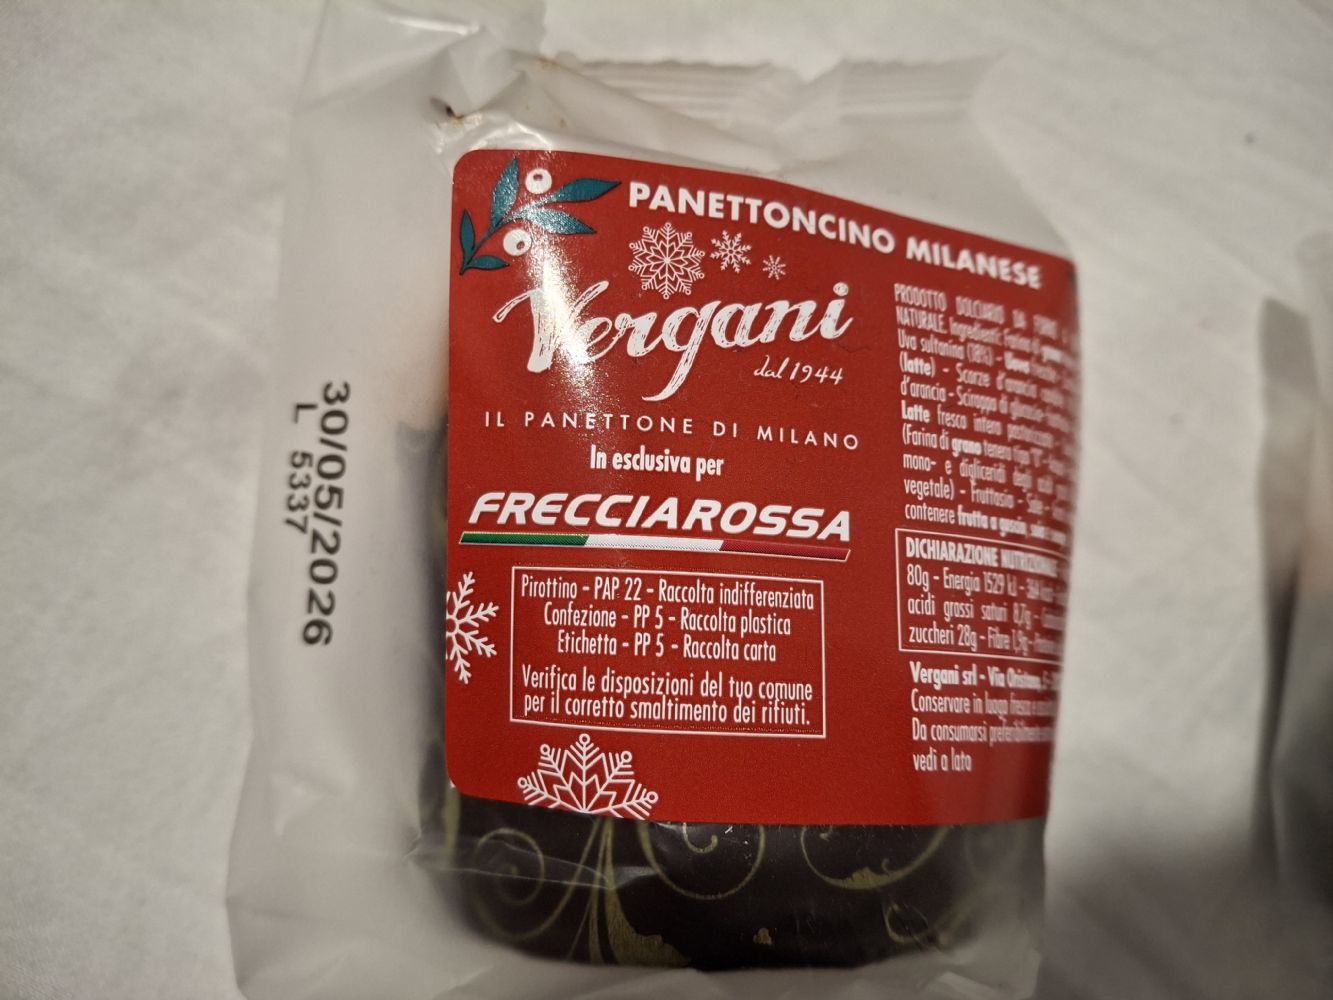 PANETTONCINO MILANESE
Vergani
dal 1944
IL PANETTONE DI MILANO
In esclusiva per
FRECCIAROSSA
Pirottino - PAP 22 - Raccolta indifferenziata
Confezione - PP 5 - Raccolta plastica
Etichetta - PP 5 - Raccolta carta
Verifica le disposizioni del tuo comune
per il corretto smaltimento dei rifiuti.
PRODOTTO DOLCIARIO DA FORNO
NATURALE. Ingredienti: Farina di
Uva sultanina (18%) - Uova
(latte) - Scorze d'arancia
d'arancia - Sciroppo di glucosio
Latte fresco intero pastorizzato
(Farina di grano tenero tipo
mono- e digliceridi degli
vegetale) - Fruttosio - Sale
contenere frutta a guscio,
DICHIARAZIONE NUTRIZIONALE
80g - Energia 1529 kJ -
acidi grassi saturi 8,7g
zuccheri 28g - Fibre 1,9g
Vergani srl - Via
Conservare in luogo fresco e
Da consumarsi preferibilmente
vedi a lato
30/05/2026
L 5337